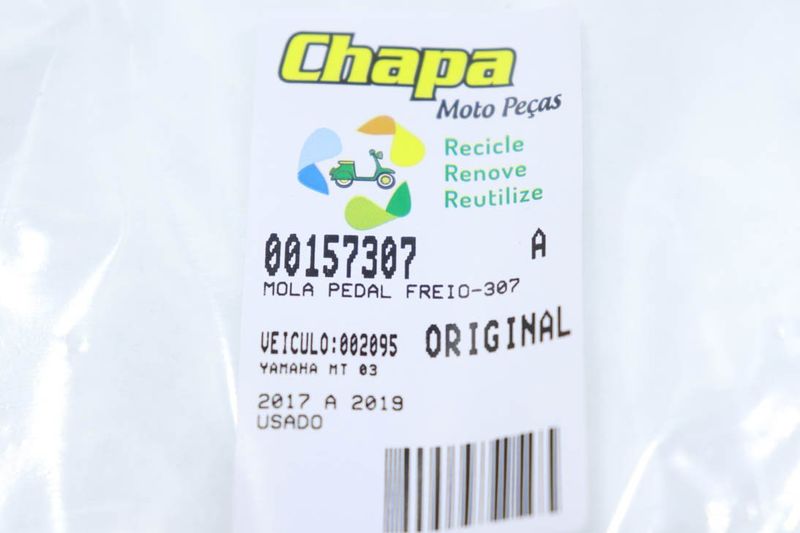 Chapa
Moto Peças
Recicle
Renove
Reutilize
00157307 A
MOLA PEDAL FREIO-307
VEICULO:002095 ORIGINAL
YAMAHA MT 03
2017 A 2019
USADO